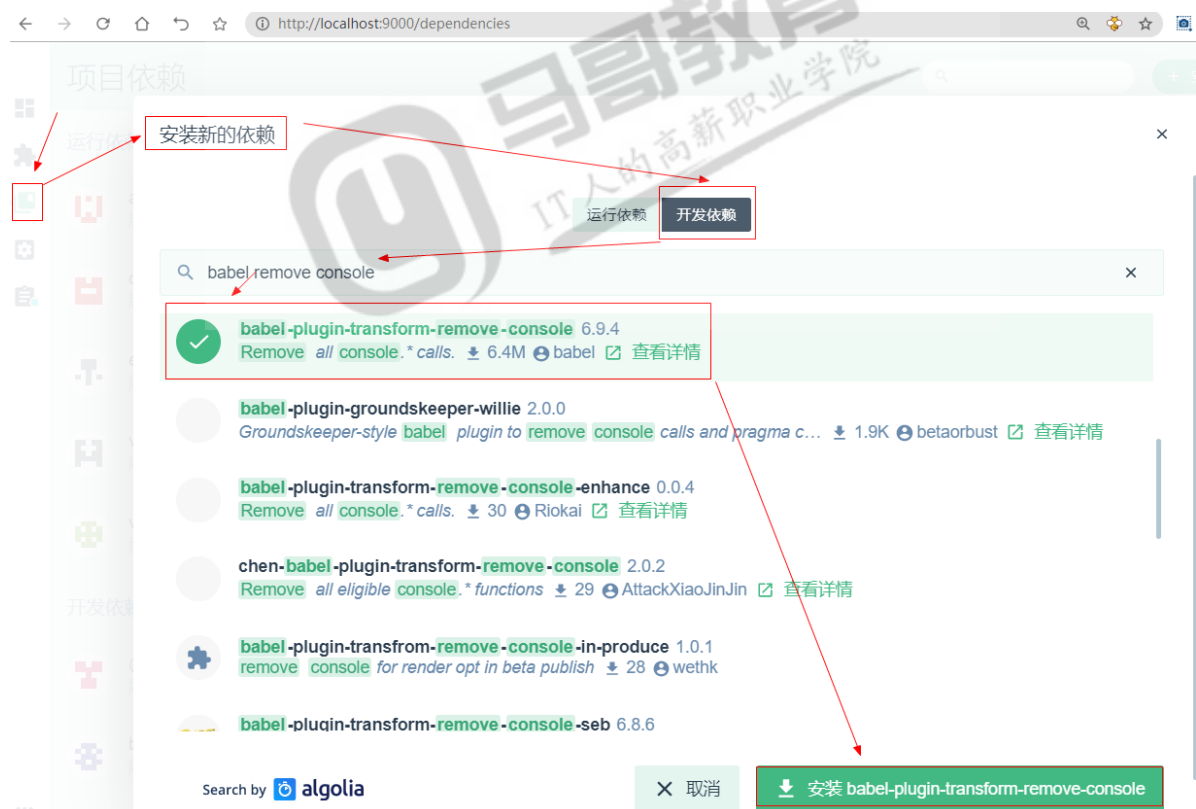 http://localhost:9000/dependencies
项目依赖
安装新的依赖
运行依赖 开发依赖
babel remove console
babel-plugin-transform-remove-console 6.9.4
Remove all console.* calls. 6.4M babel 查看详情
babel-plugin-groundskeeper-willie 2.0.0
Groundskeeper-style babel plugin to remove console calls and pragma c... 1.9K betaorbust 查看详情
babel-plugin-transform-remove-console-enhance 0.0.4
Remove all console.* calls. 30 Riokai 查看详情
chen-babel-plugin-transform-remove-console 2.0.2
Remove all eligible console.* functions 29 AttackXiaoJinJin 查看详情
babel-plugin-transfrom-remove-console-in-produce 1.0.1
remove console for render opt in beta publish 28 wethk
babel-plugin-transform-remove-console-seb 6.8.6
Search by algolia
取消
安装 babel-plugin-transform-remove-console
马哥教育
IT人的高薪职业学院